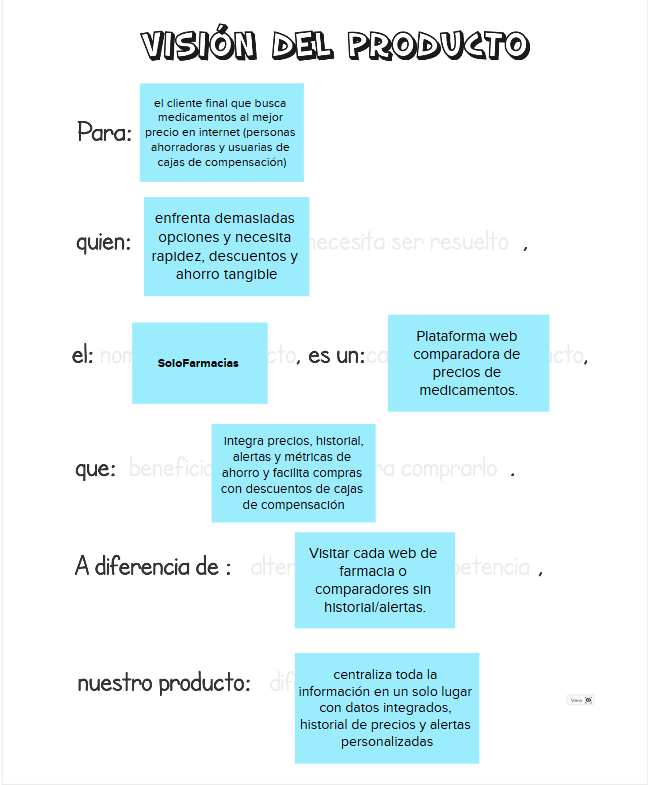 VISIÓN DEL PRODUCTO
Para:
el cliente final que busca
medicamentos al mejor
precio en internet (personas
ahorradoras y usuarias de
cajas de compensación)
quien:
enfrenta demasiadas
opciones y necesita
rapidez, descuentos y
ahorro tangible
necesita ser resuelto ,
el:
SoloFarmacias
, es un:
Plataforma web
comparadora de
precios de
medicamentos.
,
que:
Integra precios, historial,
alertas y métricas de
ahorro y facilita compras
con descuentos de cajas
de compensación
comprarlo .
A diferencia de :
Visitar cada web de
farmacia o
comparadores sin
historial/alertas.
,
nuestro producto:
centraliza toda la
información en un solo lugar
con datos integrados,
historial de precios y alertas
personalizadas
View